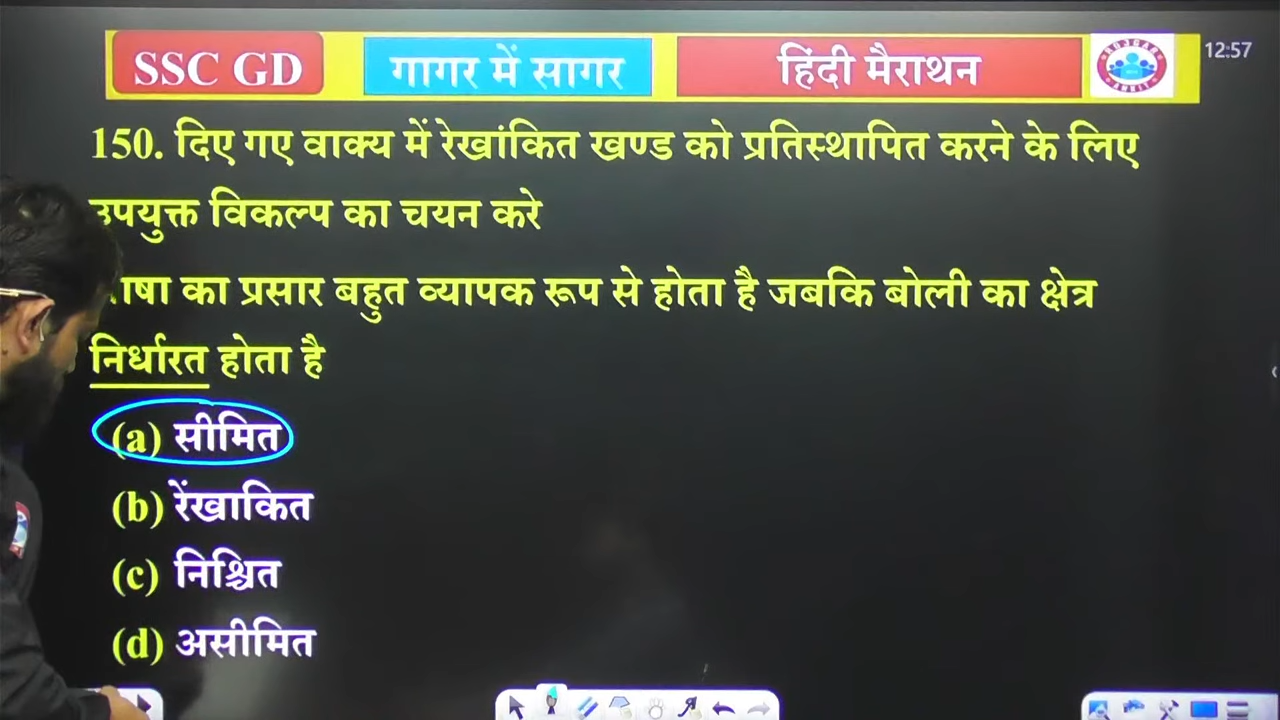 SSC GD गागर में सागर हिंदी मैराथन 12:57
150. दिए गए वाक्य में रेखांकित खण्ड को प्रतिस्थापित करने के लिए
उपयुक्त विकल्प का चयन करे
का प्रसार बहुत व्यापक रूप से होता है जबकि बोली का क्षेत्र
निर्धारत होता है
(a) सीमित
(b) रेंखाकित
(c) निश्चित
(d) असीमित